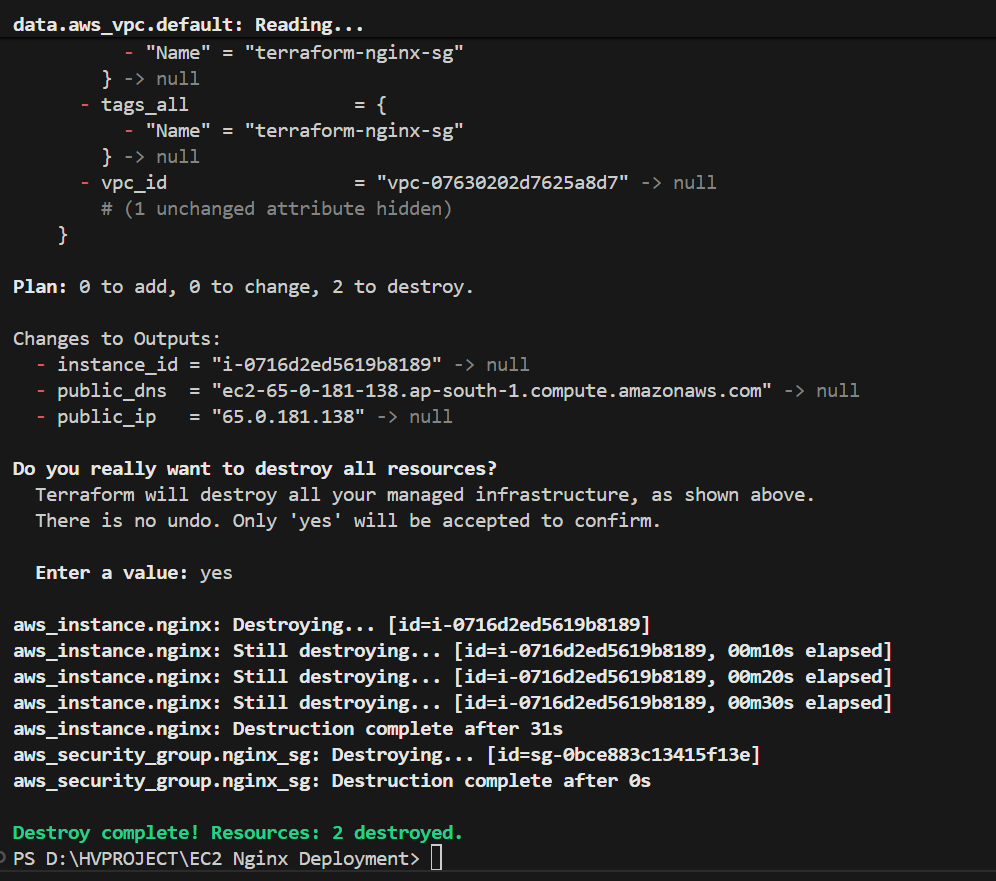 data.aws_vpc.default: Reading...
- "Name" = "terraform-nginx-sg"
} -> null
- tags_all = {
- "Name" = "terraform-nginx-sg"
} -> null
- vpc_id = "vpc-07630202d7625a8d7" -> null
# (1 unchanged attribute hidden)
}
Plan: 0 to add, 0 to change, 2 to destroy.
Changes to Outputs:
- instance_id = "i-0716d2ed5619b8189" -> null
- public_dns = "ec2-65-0-181-138.ap-south-1.compute.amazonaws.com" -> null
- public_ip = "65.0.181.138" -> null
Do you really want to destroy all resources?
Terraform will destroy all your managed infrastructure, as shown above.
There is no undo. Only 'yes' will be accepted to confirm.
Enter a value: yes
aws_instance.nginx: Destroying... [id=i-0716d2ed5619b8189]
aws_instance.nginx: Still destroying... [id=i-0716d2ed5619b8189, 00m10s elapsed]
aws_instance.nginx: Still destroying... [id=i-0716d2ed5619b8189, 00m20s elapsed]
aws_instance.nginx: Still destroying... [id=i-0716d2ed5619b8189, 00m30s elapsed]
aws_instance.nginx: Destruction complete after 31s
aws_security_group.nginx_sg: Destroying... [id=sg-0bce883c13415f13e]
aws_security_group.nginx_sg: Destruction complete after 0s
Destroy complete! Resources: 2 destroyed.
PS D:\HVPROJECT\EC2 Nginx Deployment>